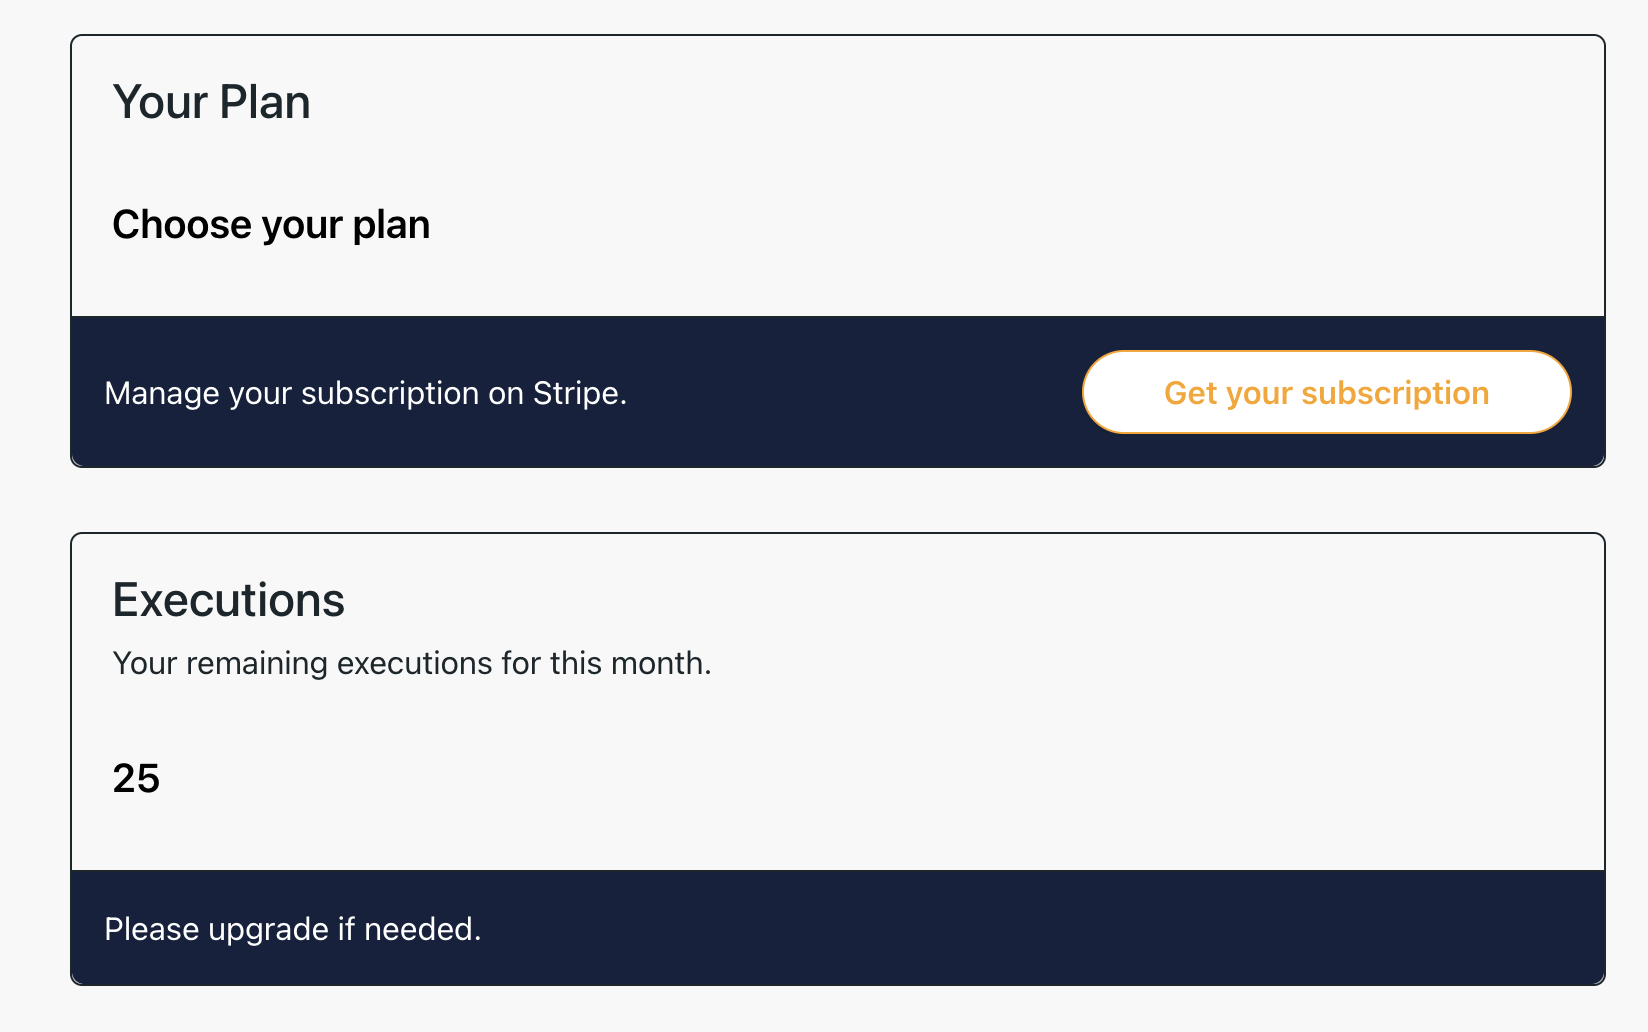 Your Plan
Choose your plan
Manage your subscription on Stripe.
Get your subscription
Executions
Your remaining executions for this month.
25
Please upgrade if needed.